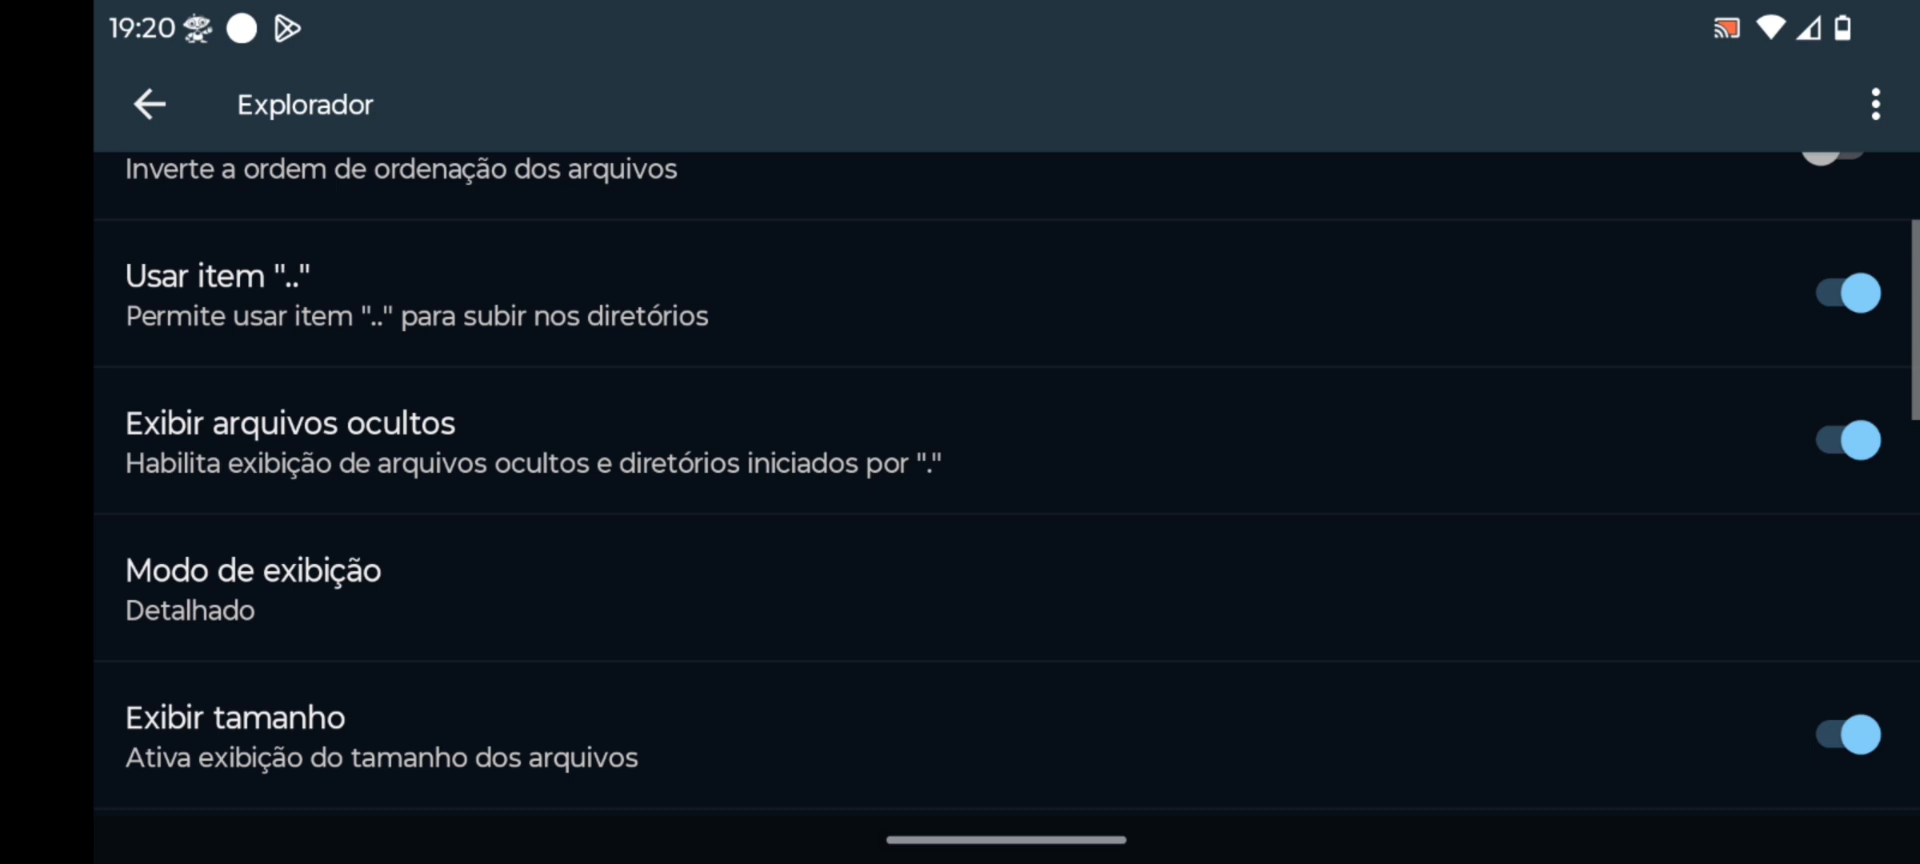 19:20
Explorador
Inverte a ordem de ordenação dos arquivos
Usar item ".."
Permite usar item ".." para subir nos diretórios
Exibir arquivos ocultos
Habilita exibição de arquivos ocultos e diretórios iniciados por "."
Modo de exibição
Detalhado
Exibir tamanho
Ativa exibição do tamanho dos arquivos